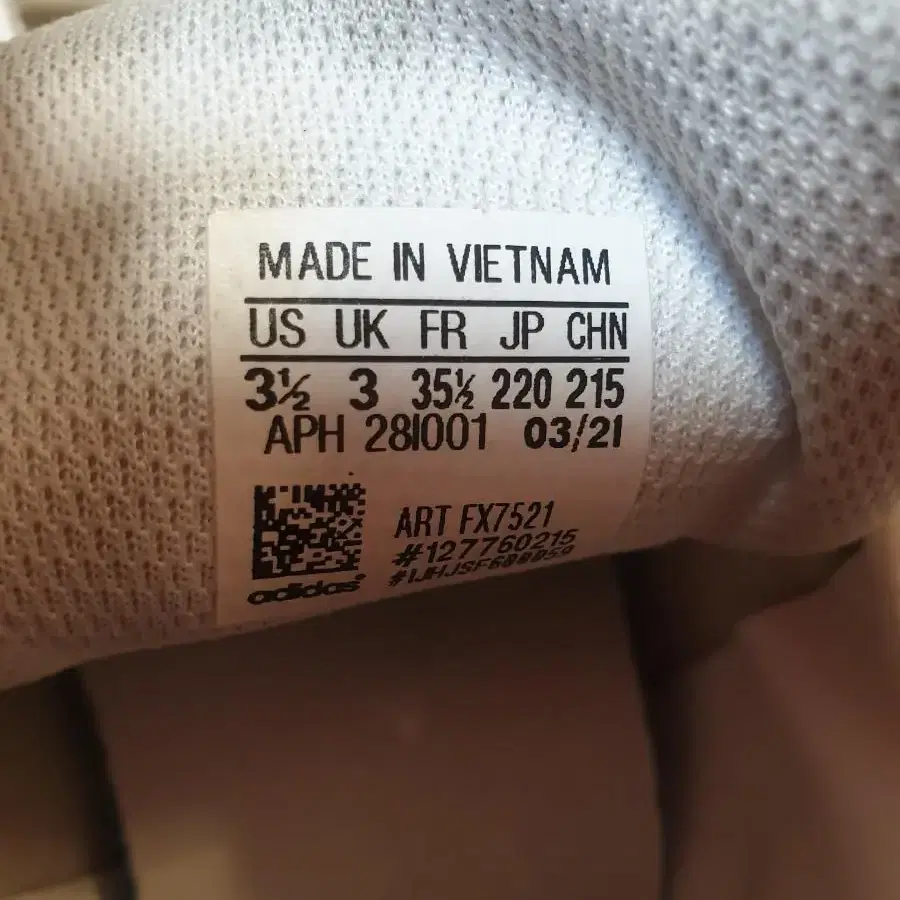 MADE IN VIETNAM
US UK FR JP CHN
3½ 3 35½ 220 215
APH 28I001 03/21
ART FX7521
#127760215
adidas